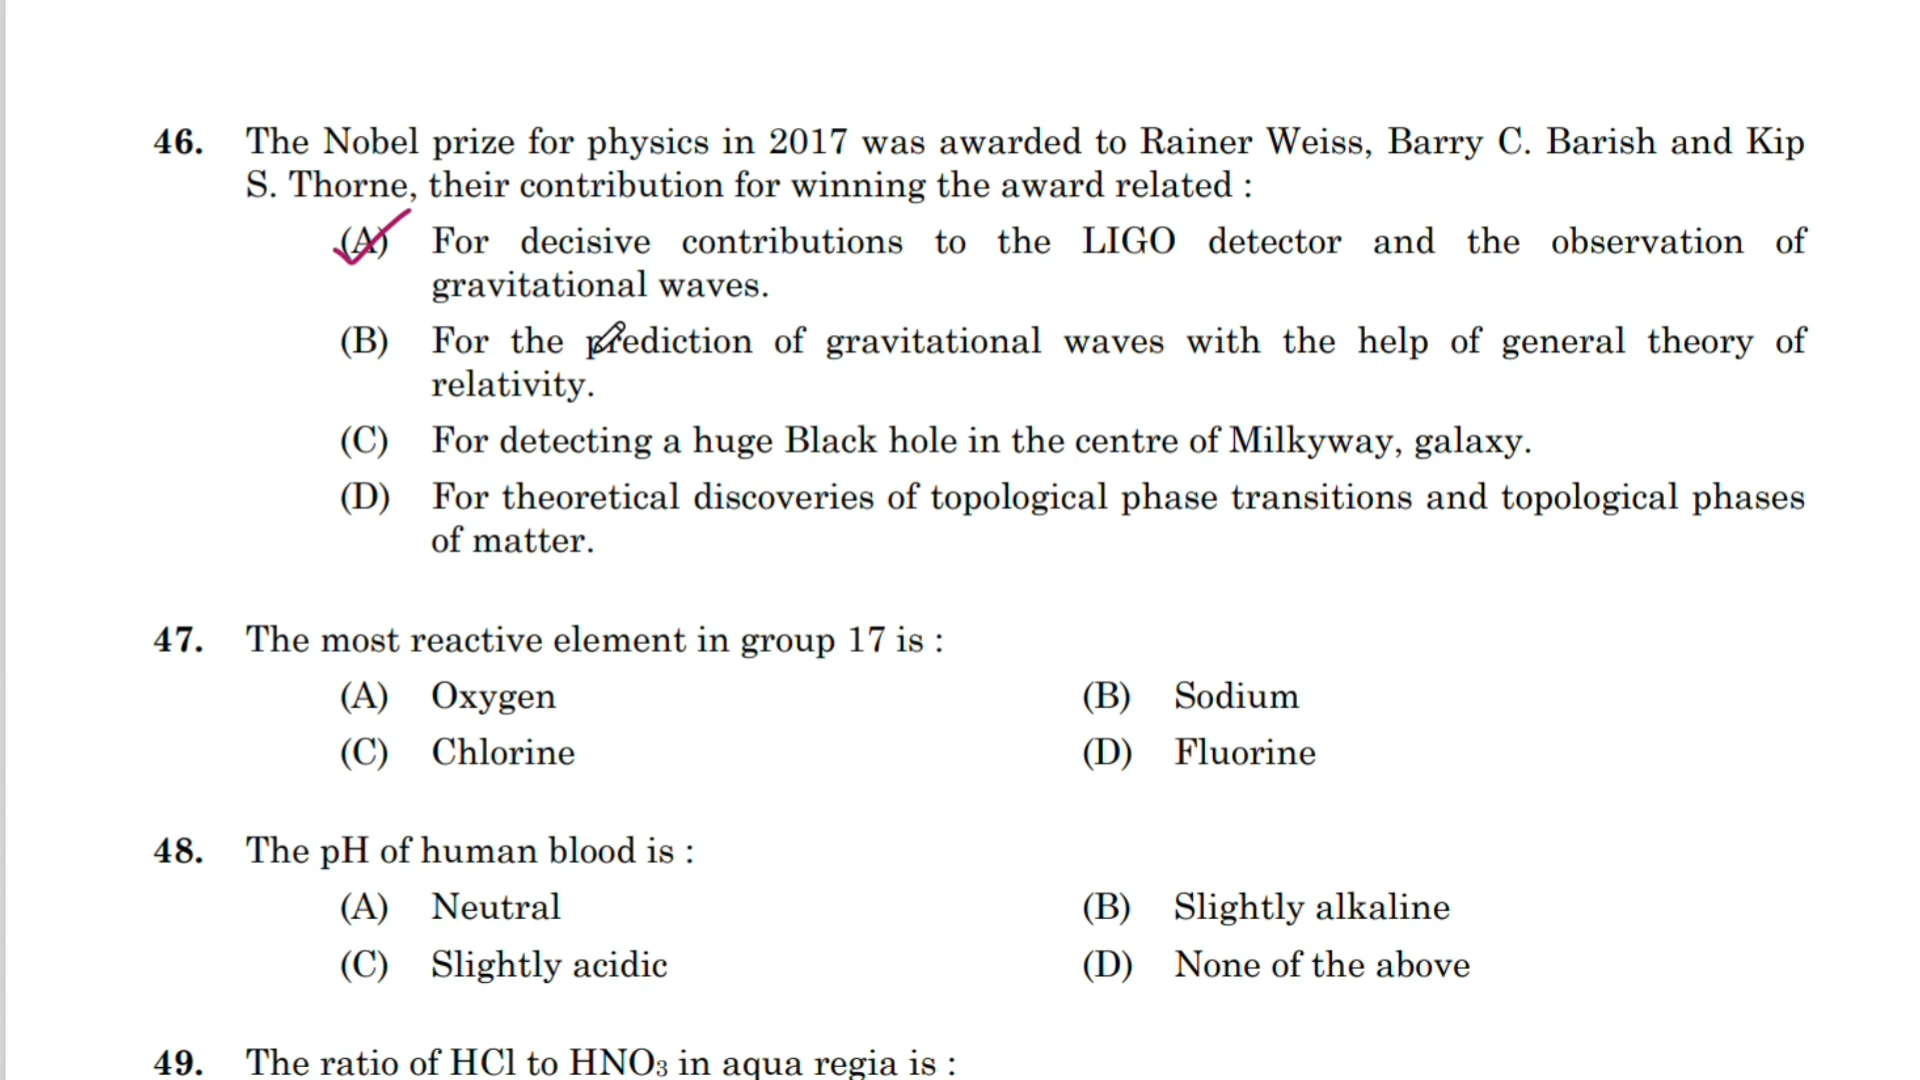 46. The Nobel prize for physics in 2017 was awarded to Rainer Weiss, Barry C. Barish and Kip
S. Thorne, their contribution for winning the award related :
(A) For decisive contributions to the LIGO detector and the observation of
gravitational waves.
(B) For the prediction of gravitational waves with the help of general theory of
relativity.
(C) For detecting a huge Black hole in the centre of Milkyway, galaxy.
(D) For theoretical discoveries of topological phase transitions and topological phases
of matter.
47. The most reactive element in group 17 is :
(A) Oxygen (B) Sodium
(C) Chlorine (D) Fluorine
48. The pH of human blood is :
(A) Neutral (B) Slightly alkaline
(C) Slightly acidic (D) None of the above
49. The ratio of HCl to HNO₃ in aqua regia is :